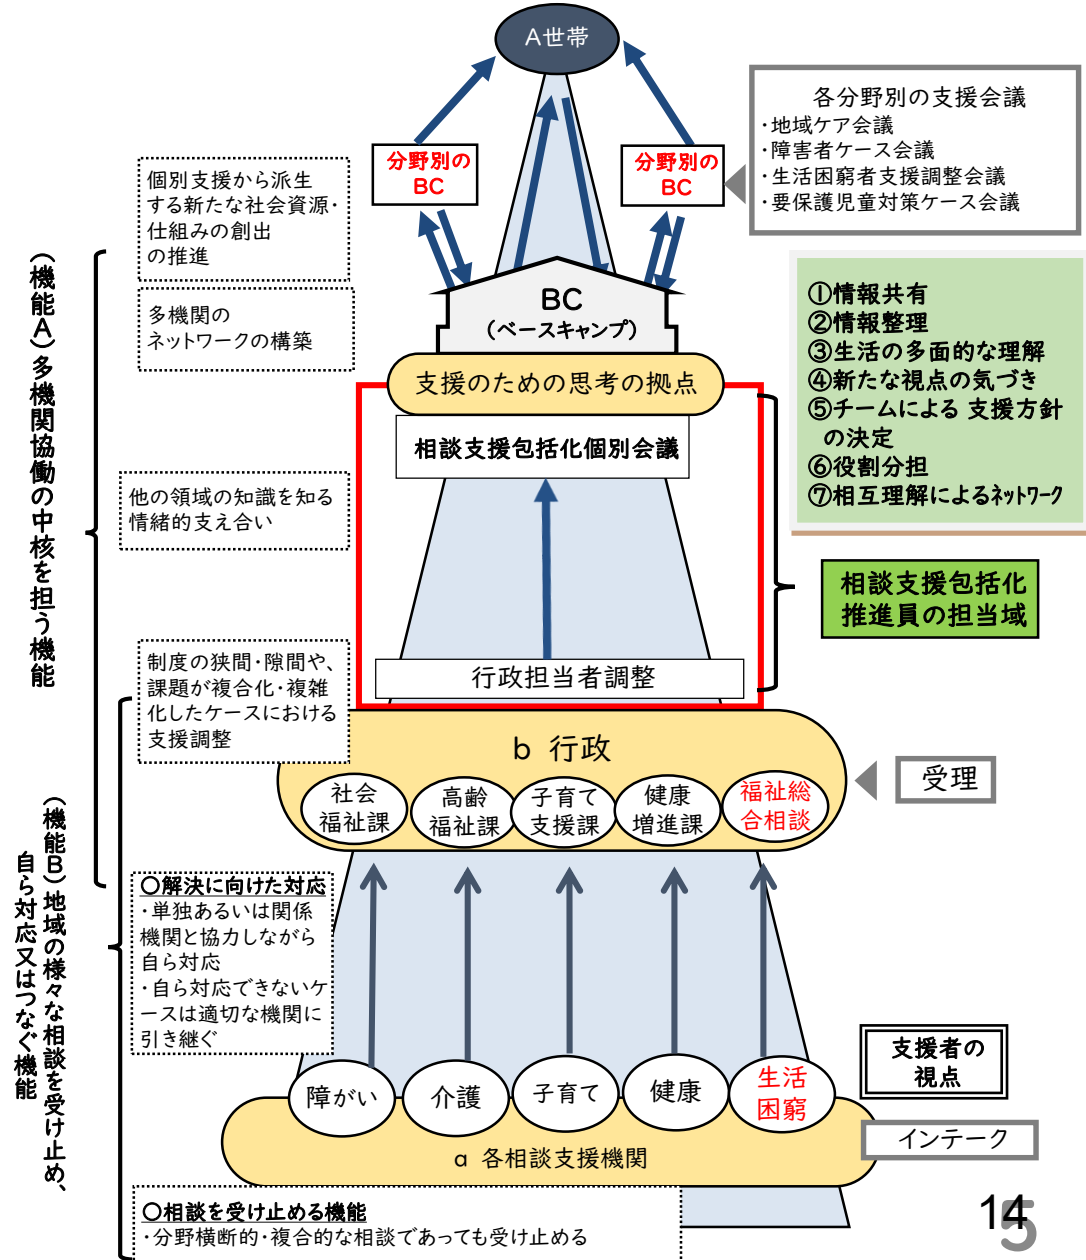 A世帯
各分野別の支援会議
・地域ケア会議
・障害者ケース会議
・生活困窮者支援調整会議
・要保護児童対策ケース会議
分野別の
BC
分野別の
BC
個別支援から派生
する新たな社会資源・
仕組みの創出
の推進
多機関の
ネットワークの構築
BC
（ベースキャンプ）
①情報共有
②情報整理
③生活の多面的な理解
④新たな視点の気づき
⑤チームによる 支援方針
の決定
⑥役割分担
⑦相互理解によるネットワーク
支援のための思考の拠点
相談支援包括化個別会議
（機能A）多機関協働の中核を担う機能
他の領域の知識を知る
情緒的支え合い
相談支援包括化
推進員の担当域
制度の狭間・隙間や、
課題が複合化・複雑
化したケースにおける
支援調整
行政担当者調整
b 行政
社会
福祉課
高齢
福祉課
子育て
支援課
健康
増進課
福祉総
合相談
受理
（機能B）地域の様々な相談を受け止め、
自ら対応又はつなぐ機能
○解決に向けた対応
・単独あるいは関係
機関と協力しながら
自ら対応
・自ら対応できないケ
ースは適切な機関に
引き継ぐ
支援者の
視点
障がい
介護
子育て
健康
生活
困窮
a 各相談支援機関
インテーク
○相談を受け止める機能
・分野横断的・複合的な相談であっても受け止める
14
5